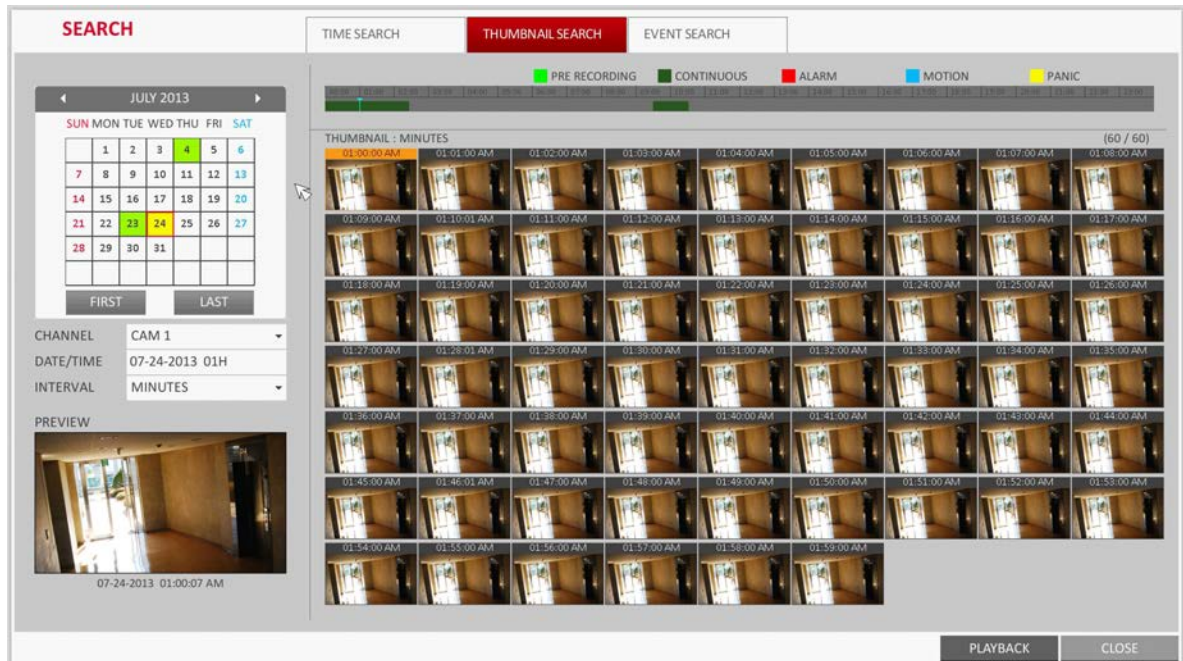 SEARCH
TIME SEARCH
THUMBNAIL SEARCH
EVENT SEARCH
PRE RECORDING CONTINUOUS ALARM MOTION PANIC
JULY 2013
SUN MON TUE WED THU FRI SAT
1 2 3 4 5 6
7 8 9 10 11 12 13
14 15 16 17 18 19 20
21 22 23 24 25 26 27
28 29 30 31
FIRST LAST
CHANNEL CAM 1
DATE/TIME 07-24-2013 01H
INTERVAL MINUTES
PREVIEW
07-24-2013 01:00:07 AM
THUMBNAIL : MINUTES (60 / 60)
01:00:00 AM 01:01:00 AM 01:02:00 AM 01:03:00 AM 01:04:00 AM 01:05:00 AM 01:06:00 AM 01:07:00 AM 01:08:00 AM
01:09:00 AM 01:10:01 AM 01:11:00 AM 01:12:00 AM 01:13:00 AM 01:14:00 AM 01:15:00 AM 01:16:00 AM 01:17:00 AM
01:18:00 AM 01:19:00 AM 01:20:00 AM 01:21:00 AM 01:22:00 AM 01:23:00 AM 01:24:00 AM 01:25:00 AM 01:26:00 AM
01:27:00 AM 01:28:01 AM 01:29:00 AM 01:30:00 AM 01:31:00 AM 01:32:00 AM 01:33:00 AM 01:34:00 AM 01:35:00 AM
01:36:00 AM 01:37:00 AM 01:38:00 AM 01:39:00 AM 01:40:00 AM 01:41:00 AM 01:42:00 AM 01:43:00 AM 01:44:00 AM
01:45:00 AM 01:46:01 AM 01:47:00 AM 01:48:00 AM 01:49:00 AM 01:50:00 AM 01:51:00 AM 01:52:00 AM 01:53:00 AM
01:54:00 AM 01:55:00 AM 01:56:00 AM 01:57:00 AM 01:58:00 AM 01:59:00 AM
PLAYBACK CLOSE